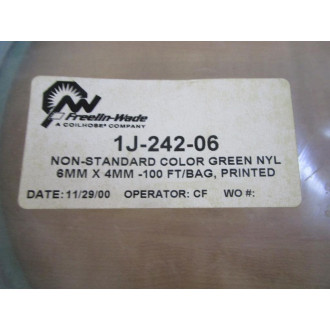 Freelin-Wade
A COILHOSE COMPANY
1J-242-06
NON-STANDARD COLOR GREEN NYL
6MM X 4MM -100 FT/BAG, PRINTED
DATE: 11/29/00 OPERATOR: CF WO #: